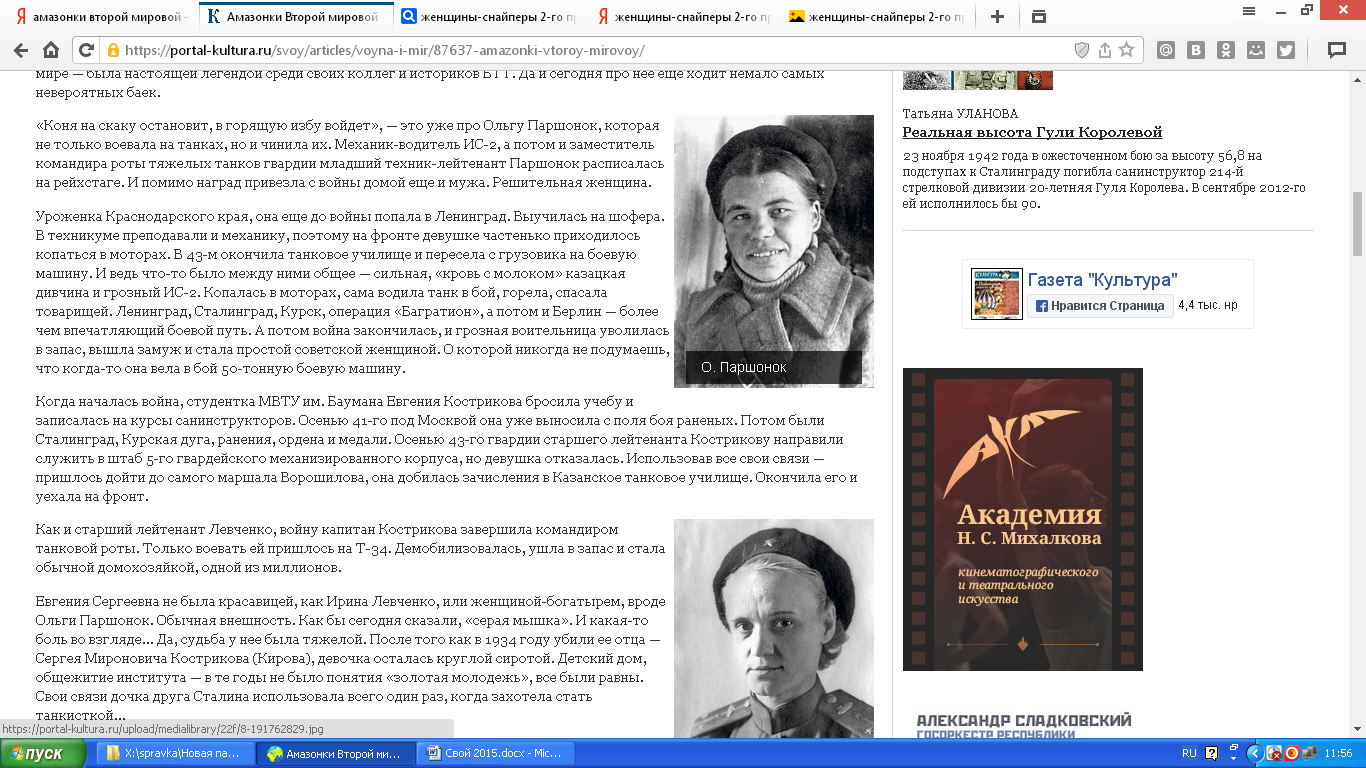 амазонки второй мировой –
Амазонки Второй мировой -
женщины-снайперы 2-го пр
женщины-снайперы 2-го пр
женщины-снайперы 2-го пр
https://portal-kultura.ru/svoy/articles/voyna-i-mir/87637-amazonki-vtoroy-mirovoy/
мире — была настоящей легендой среди своих коллег и историков БТТ. Да и сегодня про нее еще ходит немало самых
невероятных баек.
«Коня на скаку остановит, в горящую избу войдет», — это уже про Ольгу Паршонок, которая
не только воевала на танках, но и чинила их. Механик-водитель ИС-2, а потом и заместитель
командира роты тяжелых танков гвардии младший техник-лейтенант Паршонок расписалась
на рейхстаге. И помимо наград привезла с войны домой еще и мужа. Решительная женщина.
Уроженка Краснодарского края, она еще до войны попала в Ленинград. Выучилась на шофера.
В техникуме преподавали и механику, поэтому на фронте девушке частенько приходилось
копаться в моторах. В 43-м окончила танковое училище и пересела с грузовика на боевую
машину. И ведь что-то было между ними общее — сильная, «кровь с молоком» казацкая
дивчина и грозный ИС-2. Копалась в моторах, сама водила танк в бой, горела, спасала
товарищей. Ленинград, Сталинград, Курск, операция «Багратион», а потом и Берлин — более
чем впечатляющий боевой путь. А потом война закончилась, и грозная воительница уволилась
в запас, вышла замуж и стала простой советской женщиной. О которой никогда не подумаешь,
что когда-то она вела в бой 50-тонную боевую машину.
О. Паршонок
Когда началась война, студентка МВТУ им. Баумана Евгения Кострикова бросила учебу и
записалась на курсы санинструкторов. Осенью 41-го под Москвой она уже выносила с поля боя раненых. Потом были
Сталинград, Курская дуга, ранения, ордена и медали. Осенью 43-го гвардии старшего лейтенанта Кострикову направили
служить в штаб 5-го гвардейского механизированного корпуса, но девушка отказалась. Использовав все свои связи —
пришлось дойти до самого маршала Ворошилова, она добилась зачисления в Казанское танковое училище. Окончила его и
уехала на фронт.
Как и старший лейтенант Левченко, войну капитан Кострикова завершила командиром
танковой роты. Только воевать ей пришлось на Т-34. Демобилизовалась, ушла в запас и стала
обычной домохозяйкой, одной из миллионов.
Евгения Сергеевна не была красавицей, как Ирина Левченко, или женщиной-богатырем, вроде
Ольги Паршонок. Обычная внешность. Как бы сегодня сказали, «серая мышка». И какая-то
боль во взгляде... Да, судьба у нее была тяжелой. После того как в 1934 году убили ее отца —
Сергея Мироновича Кострикова (Кирова), девочка осталась круглой сиротой. Детский дом,
общежитие института — в те годы не было понятия «золотая молодежь», все были равны.
Свои связи дочка друга Сталина использовала всего один раз, когда захотела стать
танкисткой...
Татьяна УЛАНОВА
Реальная высота Гули Королевой
23 ноября 1942 года в ожесточенном бою за высоту 56,8 на
подступах к Сталинграду погибла санинструктор 214-й
стрелковой дивизии 20-летняя Гуля Королева. В сентябре 2012-го
ей исполнилось бы 90.
Газета "Культура"
Нравится Страница 4,4 тыс. нр
АКМ
Академия
Н. С. Михалкова
кинематографического
и театрального
искусства
АЛЕКСАНДР СЛАДКОВСКИЙ
ГОСОРКЕСТР РЕСПУБЛИКИ
https://portal-kultura.ru/upload/medialibrary/22f/8-191762829.jpg
пуск
X:\spravka\Новая па...
Амазонки Второй ми...
Свой 2015.docx - Mic...
RU
11:56